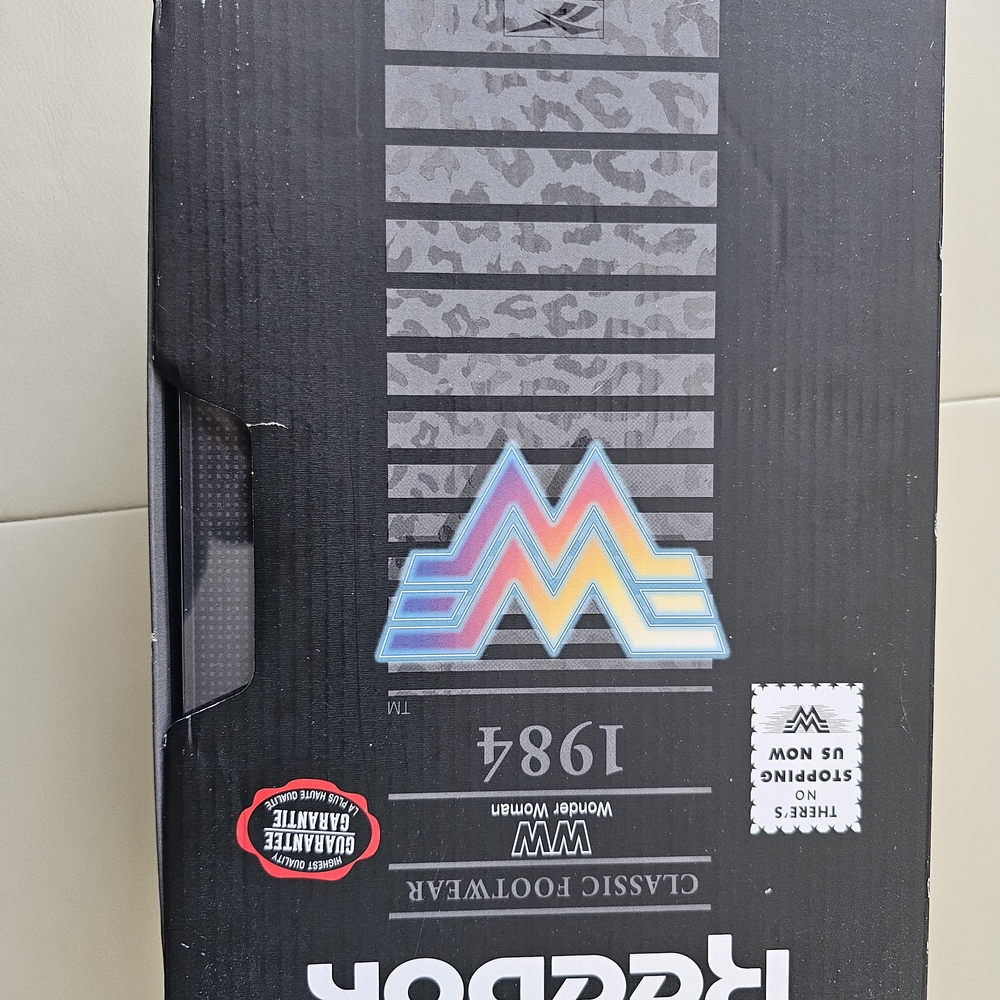 Reebok
CLASSIC FOOTWEAR
WW
Wonder Woman
1984
TM
THERE'S
NO
STOPPING
US NOW
HIGHEST QUALITY
GUARANTEE
GARANTIE
LA PLUS HAUTE QUALITE